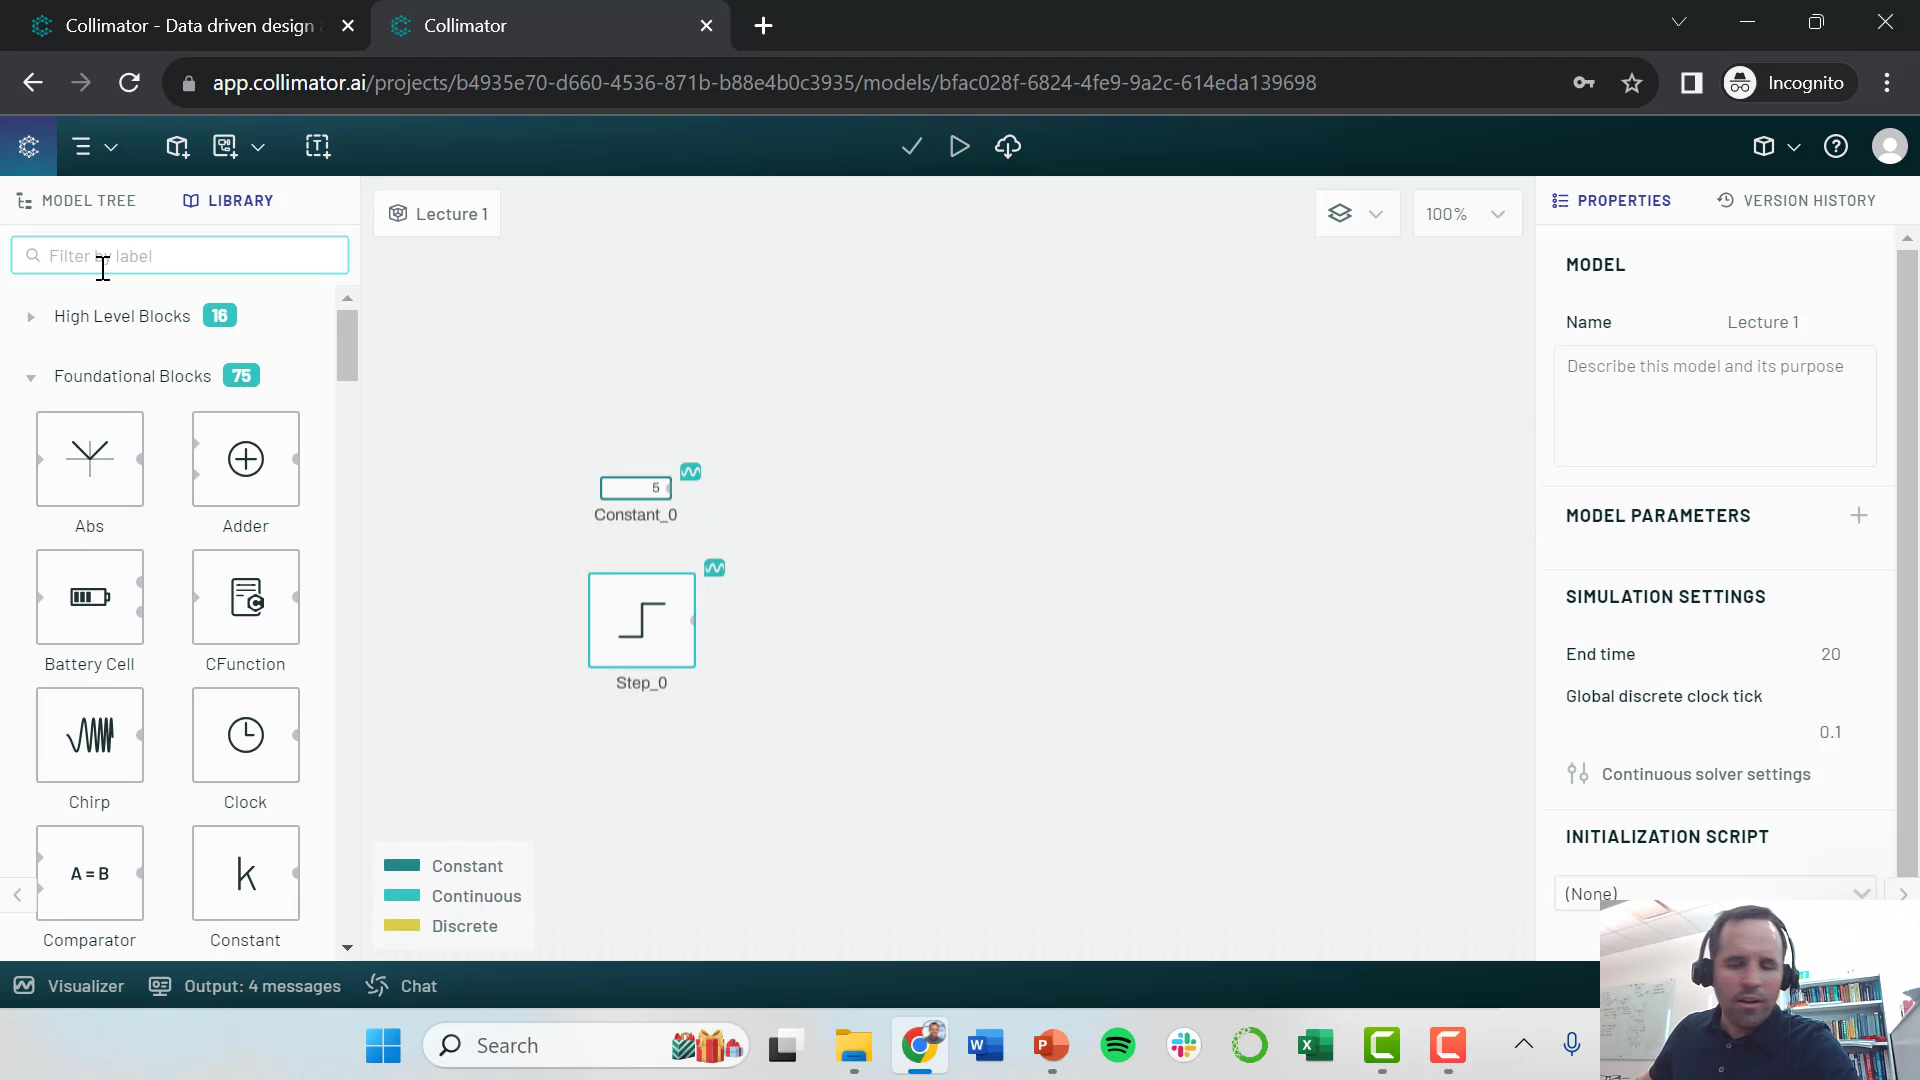 Collimator - Data driven design
Collimator
app.collimator.ai/projects/b4935e70-d660-4536-871b-b88e4b0c3935/models/bfac028f-6824-4fe9-9a2c-614eda139698
Incognito
MODEL TREE
LIBRARY
Lecture 1
100%
PROPERTIES
VERSION HISTORY
Filter by label
High Level Blocks 16
Foundational Blocks 75
Abs
Adder
Battery Cell
CFunction
Chirp
Clock
A=B
k
Comparator
Constant
5
Constant_0
Step_0
Constant
Continuous
Discrete
MODEL
Name Lecture 1
Describe this model and its purpose
MODEL PARAMETERS
SIMULATION SETTINGS
End time 20
Global discrete clock tick
0.1
Continuous solver settings
INITIALIZATION SCRIPT
(None)
Visualizer
Output: 4 messages
Chat
Search